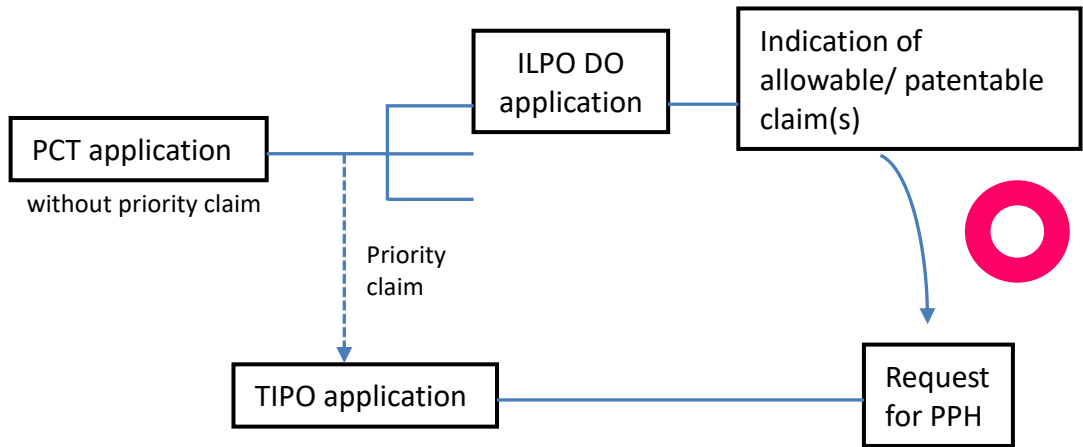 ILPO DO
application
Indication of
allowable/ patentable
claim(s)
PCT application
without priority claim
Priority
claim
TIPO application
Request
for PPH